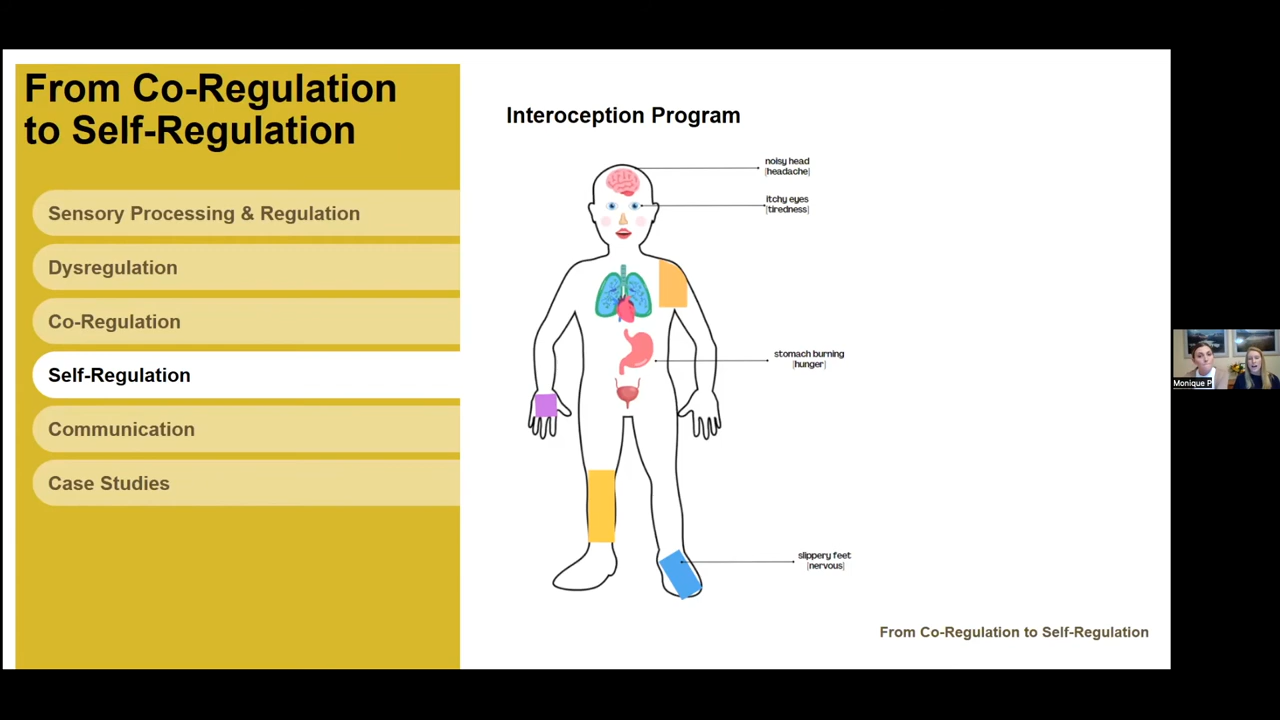 From Co-Regulation
to Self-Regulation
Sensory Processing & Regulation
Dysregulation
Co-Regulation
Self-Regulation
Communication
Case Studies
Interoception Program
noisy head
[headache]
itchy eyes
[tiredness]
stomach burning
[hunger]
slippery feet
[nervous]
From Co-Regulation to Self-Regulation
Monique P